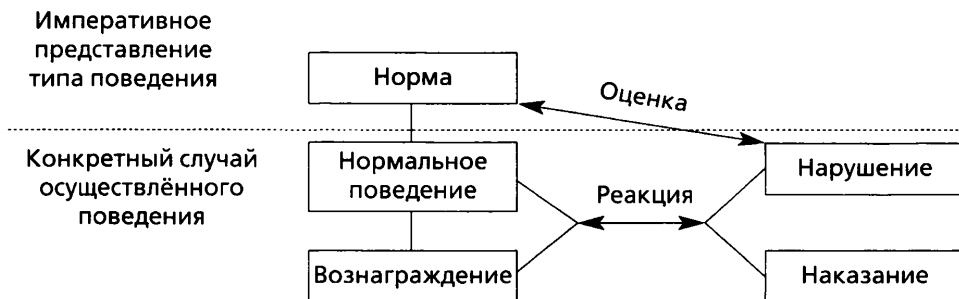 Императивное
представление
типа поведения
Норма
Оценка
Конкретный случай
осуществлённого
поведения
Нормальное
поведение
Реакция
Нарушение
Вознаграждение
Наказание